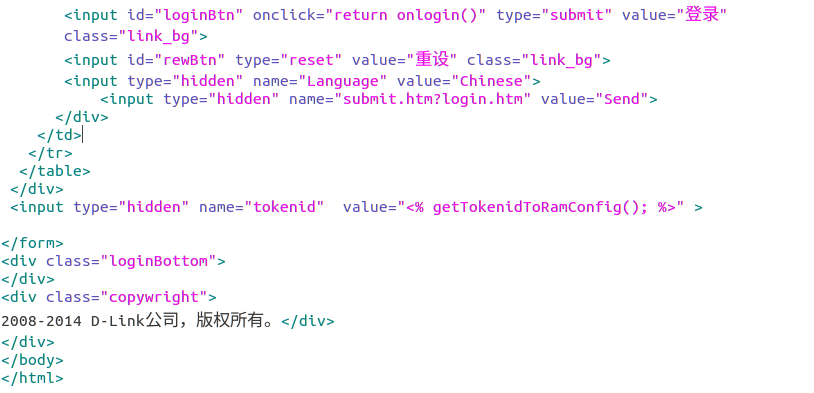 <input id="loginBtn" onclick="return onlogin()" type="submit" value="登录"
class="link_bg">
<input id="rewBtn" type="reset" value="重设" class="link_bg">
<input type="hidden" name="Language" value="Chinese">
<input type="hidden" name="submit.htm?login.htm" value="Send">
</div>
</td>
</tr>
</table>
</div>
<input type="hidden" name="tokenid"  value="<% getTokenidToRamConfig(); %>" >
</form>
<div class="loginBottom">
</div>
<div class="copywright">
2008-2014 D-Link公司，版权所有。</div>
</div>
</body>
</html>